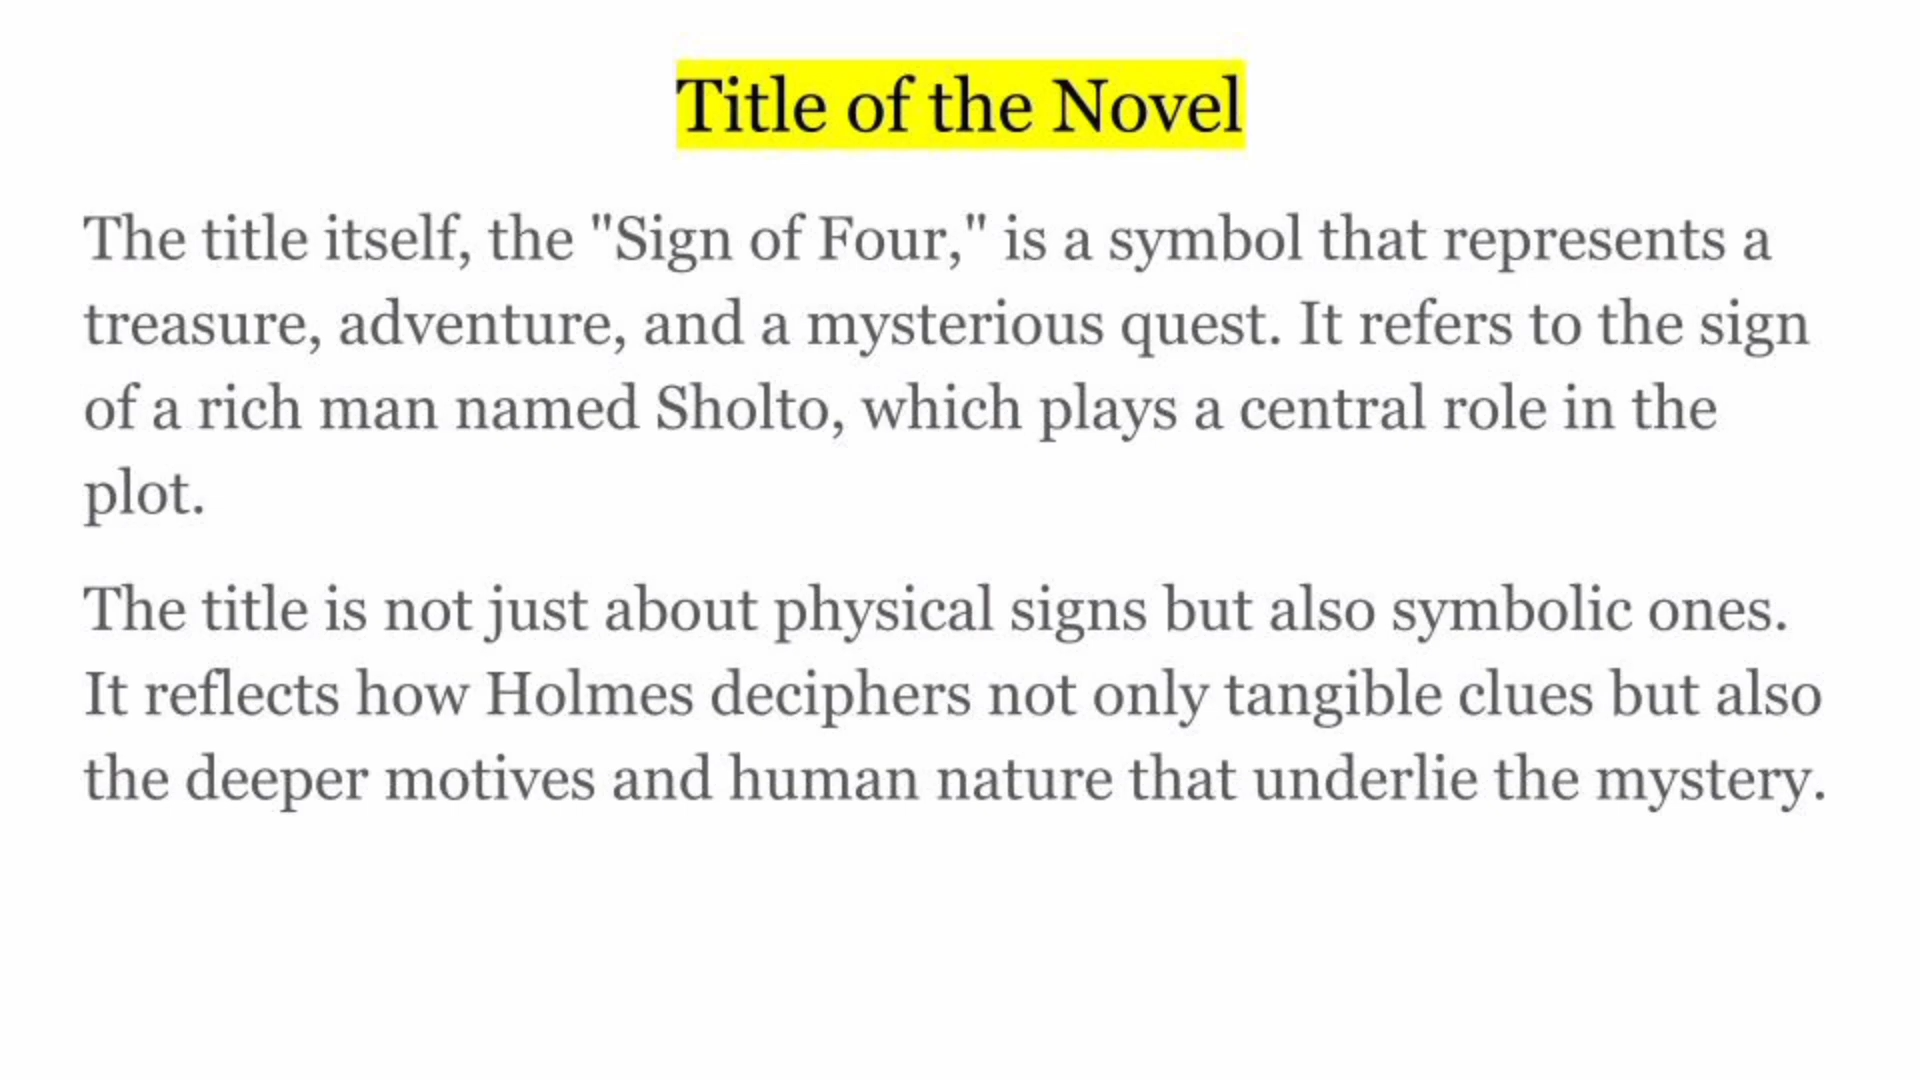 Title of the Novel
The title itself, the "Sign of Four," is a symbol that represents a
treasure, adventure, and a mysterious quest. It refers to the sign
of a rich man named Sholto, which plays a central role in the
plot.
The title is not just about physical signs but also symbolic ones.
It reflects how Holmes deciphers not only tangible clues but also
the deeper motives and human nature that underlie the mystery.